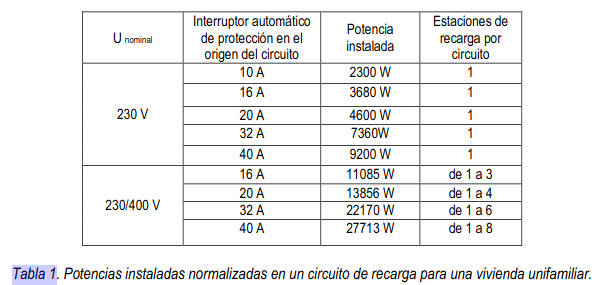 U nominal Interruptor automático de protección en el origen del circuito Potencia instalada Estaciones de recarga por circuito
230 V
10 A 2300 W 1
16 A 3680 W 1
20 A 4600 W 1
32 A 7360W 1
40 A 9200 W 1
230/400 V
16 A 11085 W de 1 a 3
20 A 13856 W de 1 a 4
32 A 22170 W de 1 a 6
40 A 27713 W de 1 a 8
Tabla 1. Potencias instaladas normalizadas en un circuito de recarga para una vivienda unifamiliar.